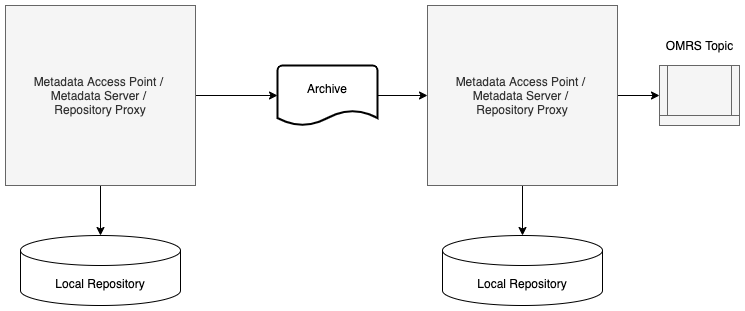 OMRS Topic
Metadata Access Point /
Metadata Server /
Repository Proxy
Archive
Metadata Access Point /
Metadata Server /
Repository Proxy
Local Repository
Local Repository